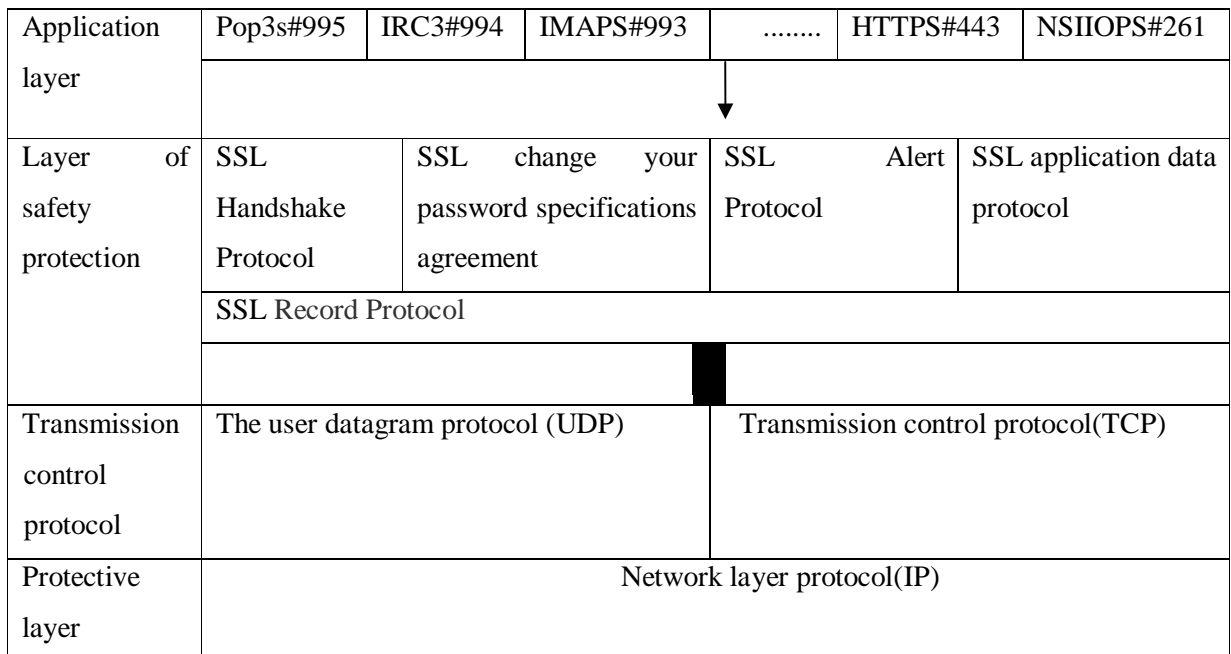 Application layer
Pop3s#995
IRC3#994
IMAPS#993
........
HTTPS#443
NSIIOPS#261
Layer of safety protection
SSL Handshake Protocol
SSL change your password specifications agreement
SSL Alert Protocol
SSL application data protocol
SSL Record Protocol
Transmission control protocol
The user datagram protocol (UDP)
Transmission control protocol(TCP)
Protective layer
Network layer protocol(IP)